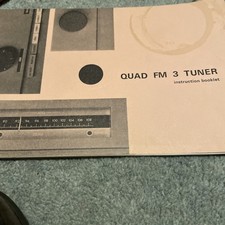 QUAD FM 3 TUNER
instruction booklet